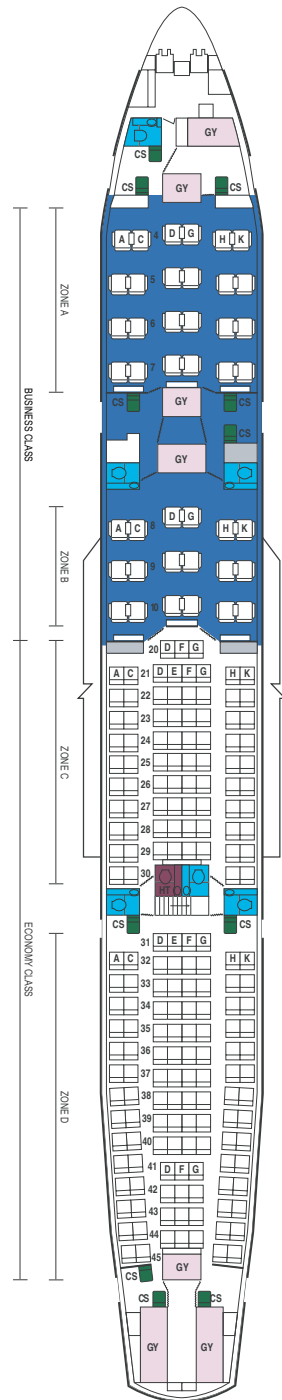 GY
CS
CS GY CS
A C 4 D G H K
5
6
7
CS GY CS
CS
GY
A C 8 D G H K
9
10
20 D F G
A C 21 D E F G H K
22
23
24
25
26
27
28
29
30 HT
CS CS
31 D E F G
A C 32 H K
33
34
35
36
37
38
39
40
41 D F G
42
43
44
45
CS GY
CS CS
GY GY
ZONE A
BUSINESS CLASS
ZONE B
ZONE C
ECONOMY CLASS
ZONE D